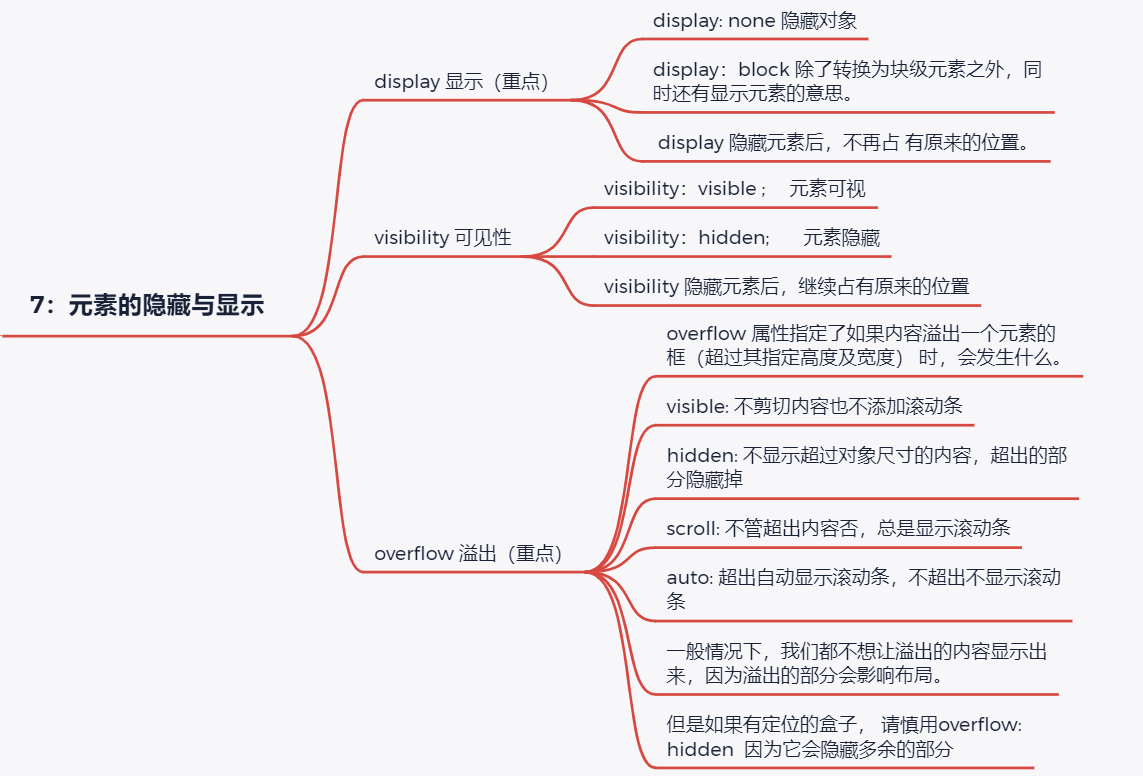 7：元素的隐藏与显示
display 显示（重点）
display: none 隐藏对象
display：block 除了转换为块级元素之外，同
时还有显示元素的意思。
display 隐藏元素后，不再占 有原来的位置。
visibility 可见性
visibility：visible ;    元素可视
visibility：hidden;      元素隐藏
visibility 隐藏元素后，继续占有原来的位置
overflow 溢出（重点）
overflow 属性指定了如果内容溢出一个元素的
框（超过其指定高度及宽度） 时，会发生什么。
visible: 不剪切内容也不添加滚动条
hidden: 不显示超过对象尺寸的内容，超出的部
分隐藏掉
scroll: 不管超出内容否，总是显示滚动条
auto: 超出自动显示滚动条，不超出不显示滚动
条
一般情况下，我们都不想让溢出的内容显示出
来，因为溢出的部分会影响布局。
但是如果有定位的盒子， 请慎用overflow:
hidden  因为它会隐藏多余的部分